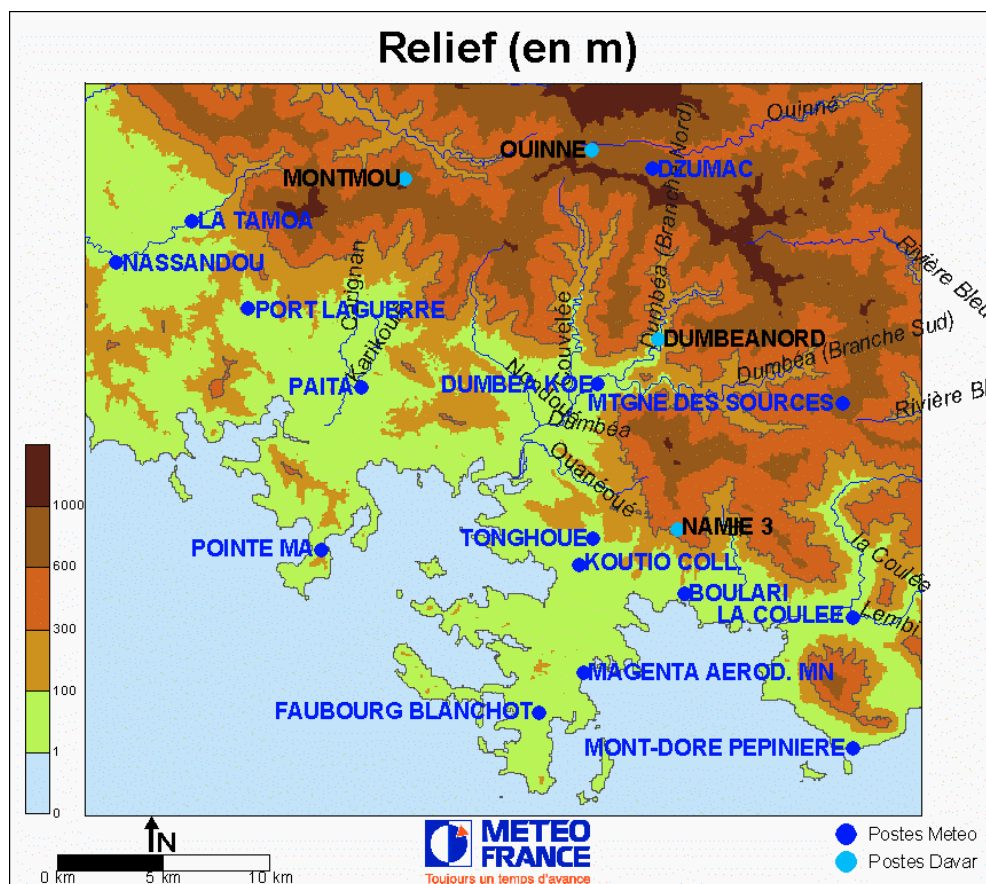 Relief (en m)
Ouinné
OUINNE
DZUMAC
MONTMOU
Dumbéa (Branche Nord)
LA TAMOA
NASSANDOU
Rivière Bleu
Carignan
PORT LAGUERRE
Karikouié
Couvelée
DUMBEANORD
Dumbéa (Branche Sud)
PAITA
Nondoué
DUMBEA KOE
MTGNE DES SOURCES
Rivière Bl
Dumbéa
Ouanéoué
1000
600
300
100
1
0
NAMIE 3
TONGHOUE
POINTE MA
KOUTIO COLL
la Coulée
BOULARI
LA COULEE
Lembi
MAGENTA AEROD. MN
FAUBOURG BLANCHOT
MONT-DORE PEPINIERE
N
0 km
5 km
10 km
METEO
FRANCE
Toujours un temps d'avance
Postes Meteo
Postes Davar